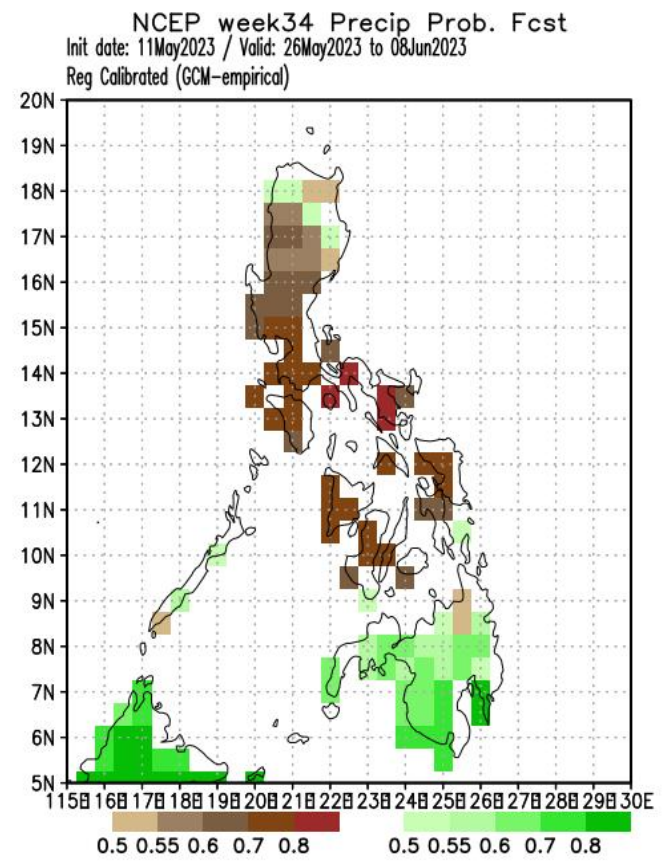 NCEP week34 Precip Prob. Fcst
Init date: 11May2023 / Valid: 26May2023 to 08Jun2023
Reg Calibrated (GCM-empirical)
20N
19N
18N
17N
16N
15N
14N
13N
12N
11N
10N
9N
8N
7N
6N
5N
0.5 0.55 0.6 0.7 0.8
0.5 0.55 0.6 0.7 0.8